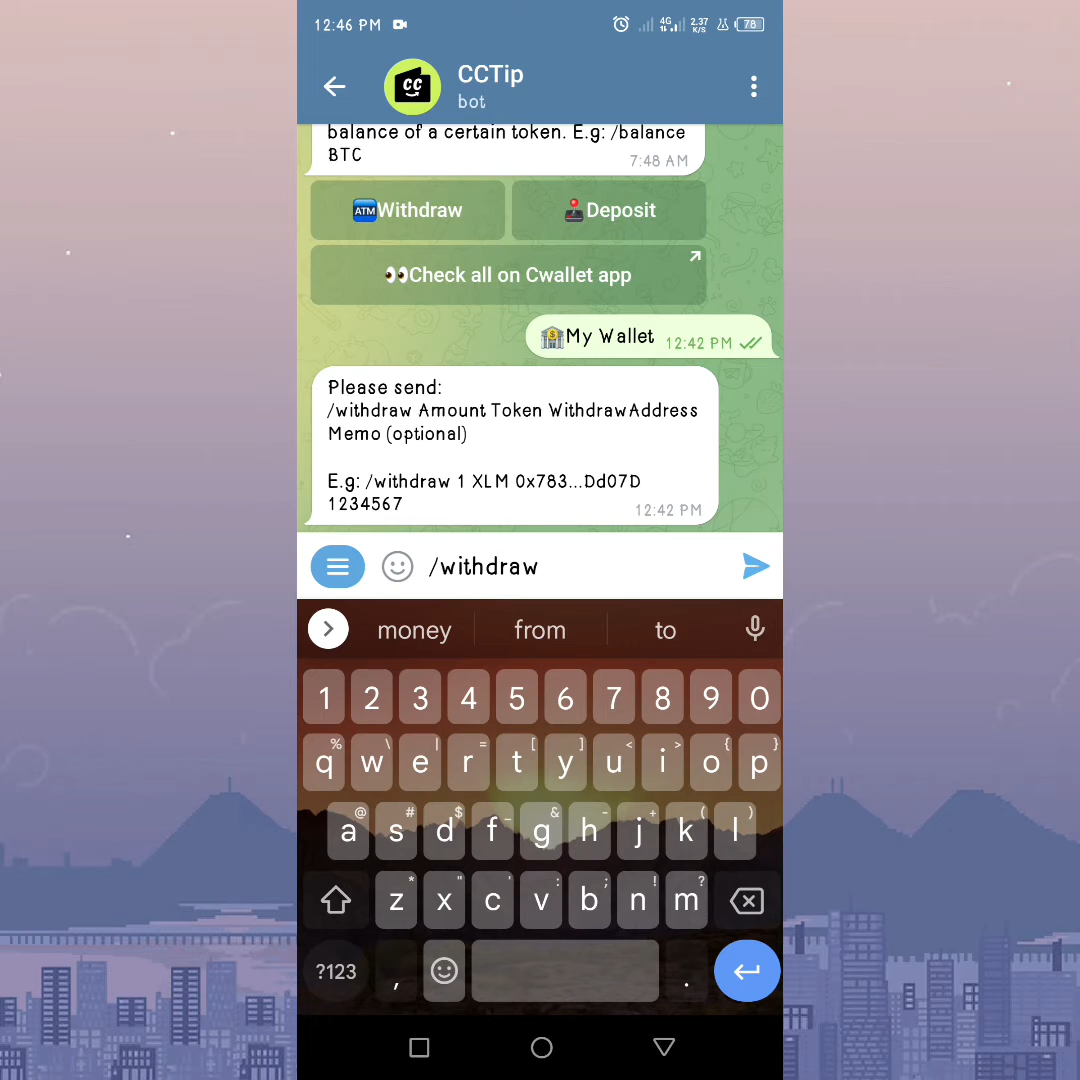 12:46 PM
4G
2.37 K/S
78
CCTip
bot
balance of a certain token. E.g: /balance
BTC
7:48 AM
🏧Withdraw
🕹️Deposit
👀Check all on Cwallet app
🏦My Wallet 12:42 PM
Please send:
/withdraw Amount Token WithdrawAddress
Memo (optional)
E.g: /withdraw 1 XLM 0x783...Dd07D
1234567
12:42 PM
/withdraw
money from to
1 2 3 4 5 6 7 8 9 0
% \ | = [ ] < > { }
q w e r t y u i o p
@ # $ _ & - + ( )
a s d f g h j k l
* " ' : ; ! ?
z x c v b n m
?123 , .